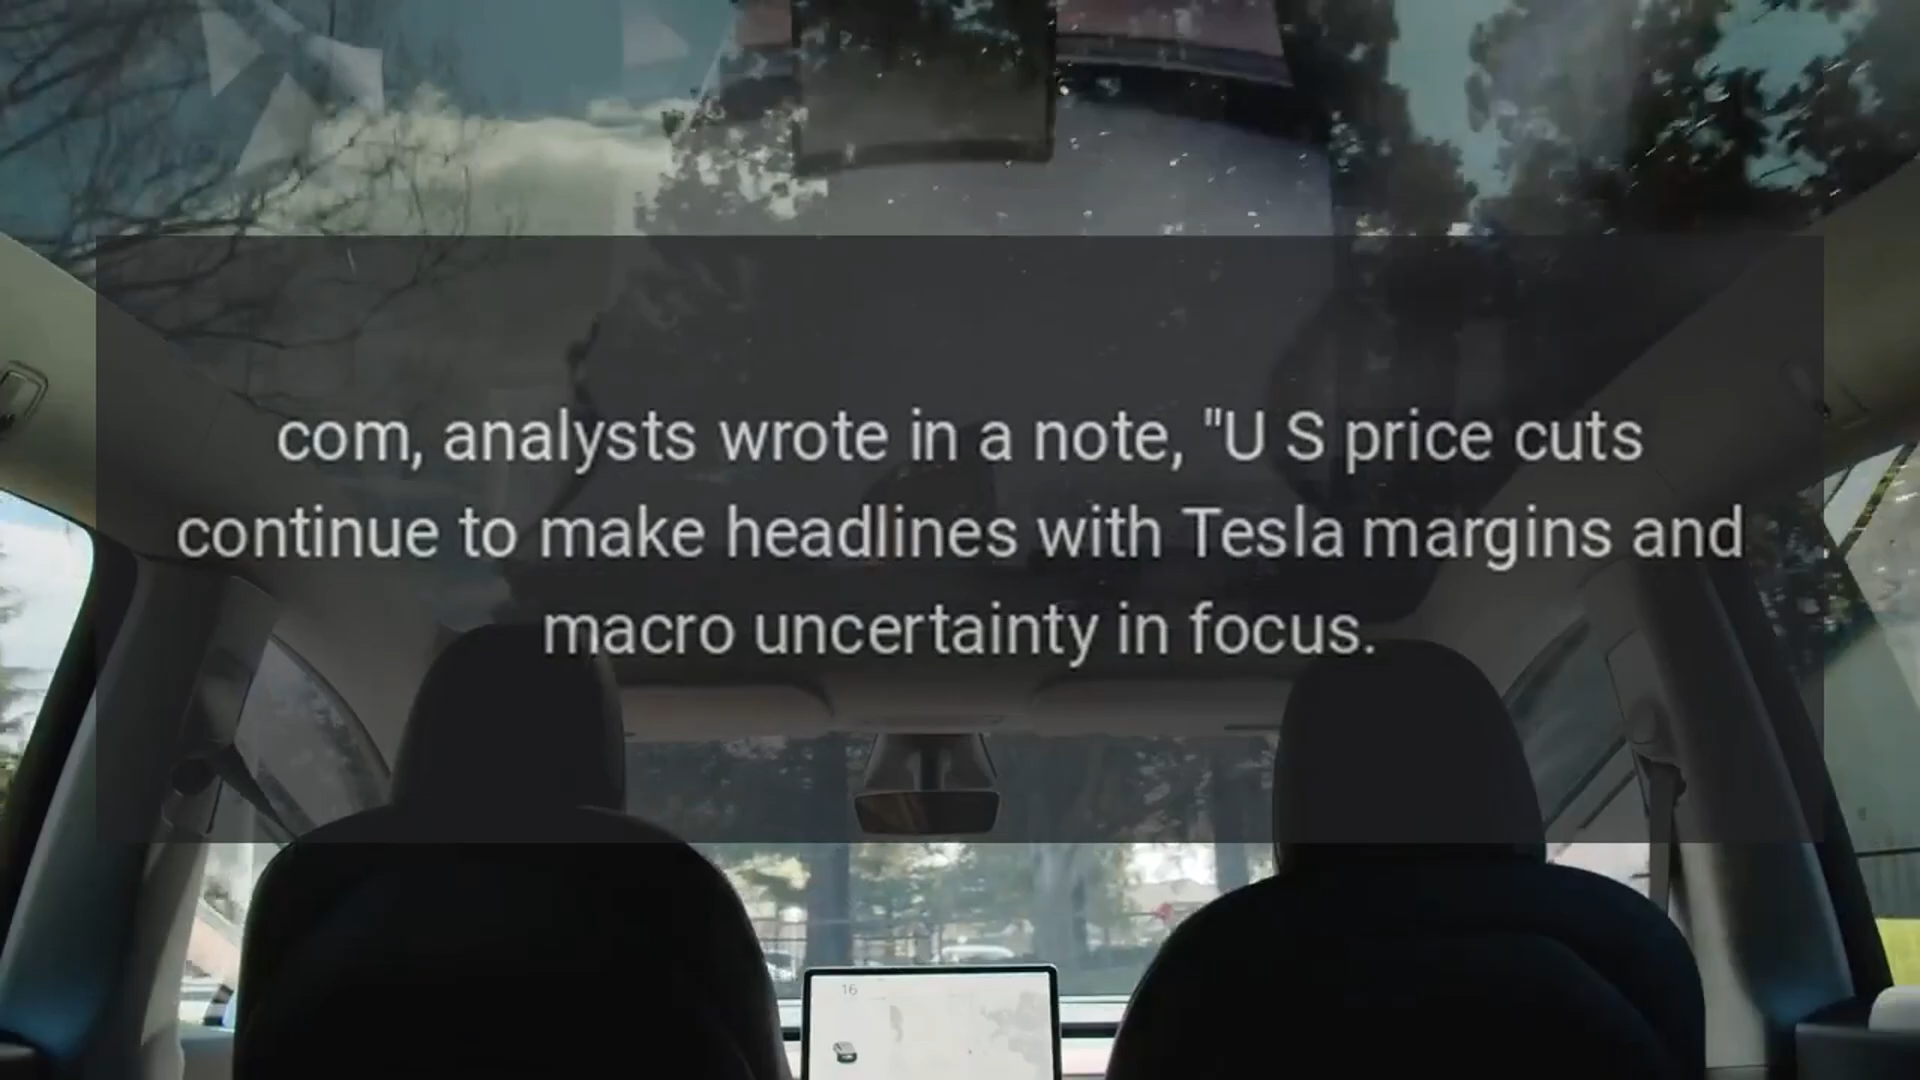 com, analysts wrote in a note, "U S price cuts
continue to make headlines with Tesla margins and
macro uncertainty in focus.
16